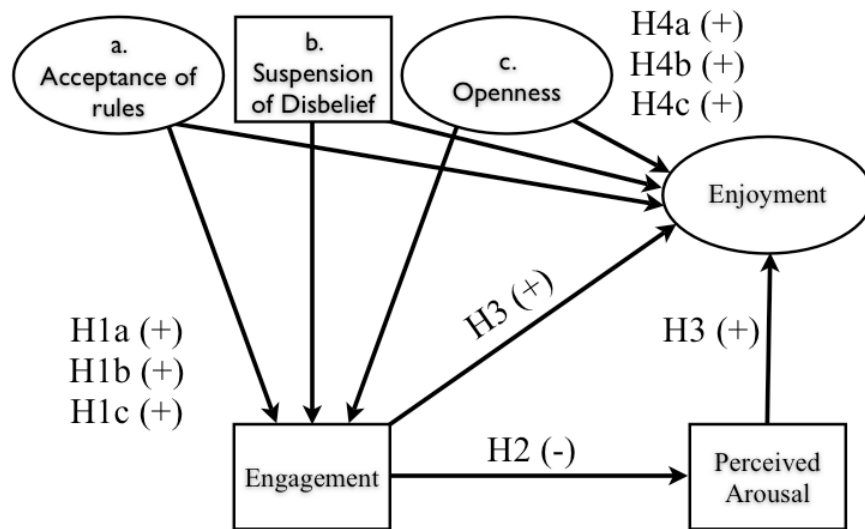 a.
Acceptance of
rules
b.
Suspension
of Disbelief
c.
Openness
H4a (+)
H4b (+)
H4c (+)
Enjoyment
H3 (+)
H3 (+)
H1a (+)
H1b (+)
H1c (+)
H2 (-)
Engagement
Perceived
Arousal